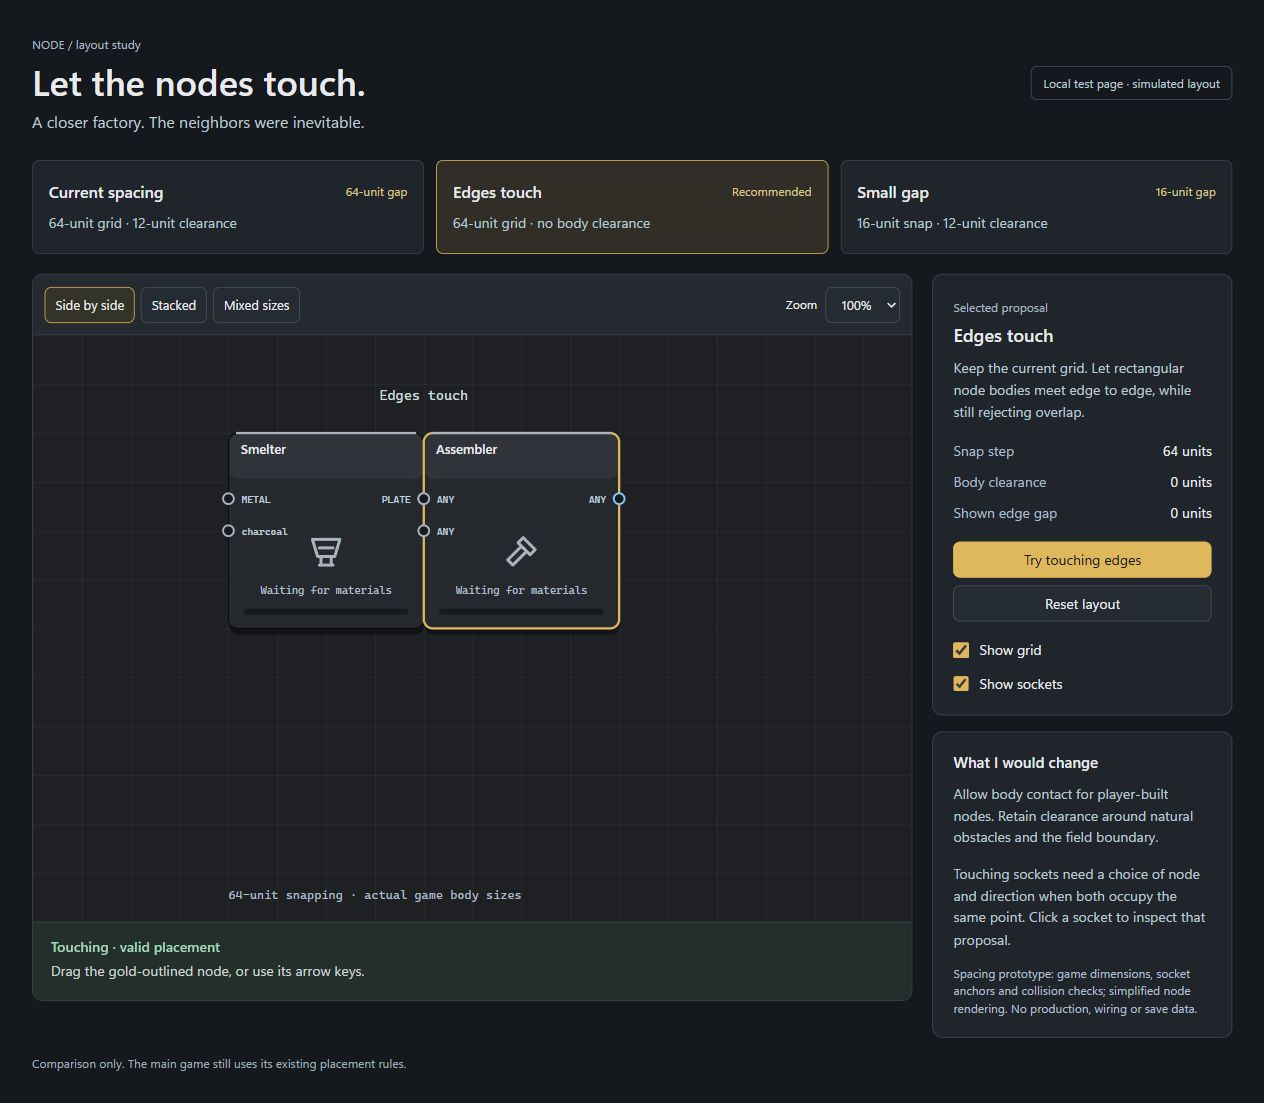 NODE / layout study
Let the nodes touch.
A closer factory. The neighbors were inevitable.
Local test page · simulated layout
Current spacing
64-unit gap
64-unit grid · 12-unit clearance
Edges touch
Recommended
64-unit grid · no body clearance
Small gap
16-unit gap
16-unit snap · 12-unit clearance
Side by side
Stacked
Mixed sizes
Zoom
100%
Edges touch
Smelter
Assembler
METAL
PLATE
ANY
ANY
charcoal
ANY
Waiting for materials
Waiting for materials
64-unit snapping · actual game body sizes
Touching · valid placement
Drag the gold-outlined node, or use its arrow keys.
Selected proposal
Edges touch
Keep the current grid. Let rectangular
node bodies meet edge to edge, while
still rejecting overlap.
Snap step
64 units
Body clearance
0 units
Shown edge gap
0 units
Try touching edges
Reset layout
Show grid
Show sockets
What I would change
Allow body contact for player-built
nodes. Retain clearance around natural
obstacles and the field boundary.
Touching sockets need a choice of node
and direction when both occupy the
same point. Click a socket to inspect that
proposal.
Spacing prototype: game dimensions, socket
anchors and collision checks; simplified node
rendering. No production, wiring or save data.
Comparison only. The main game still uses its existing placement rules.